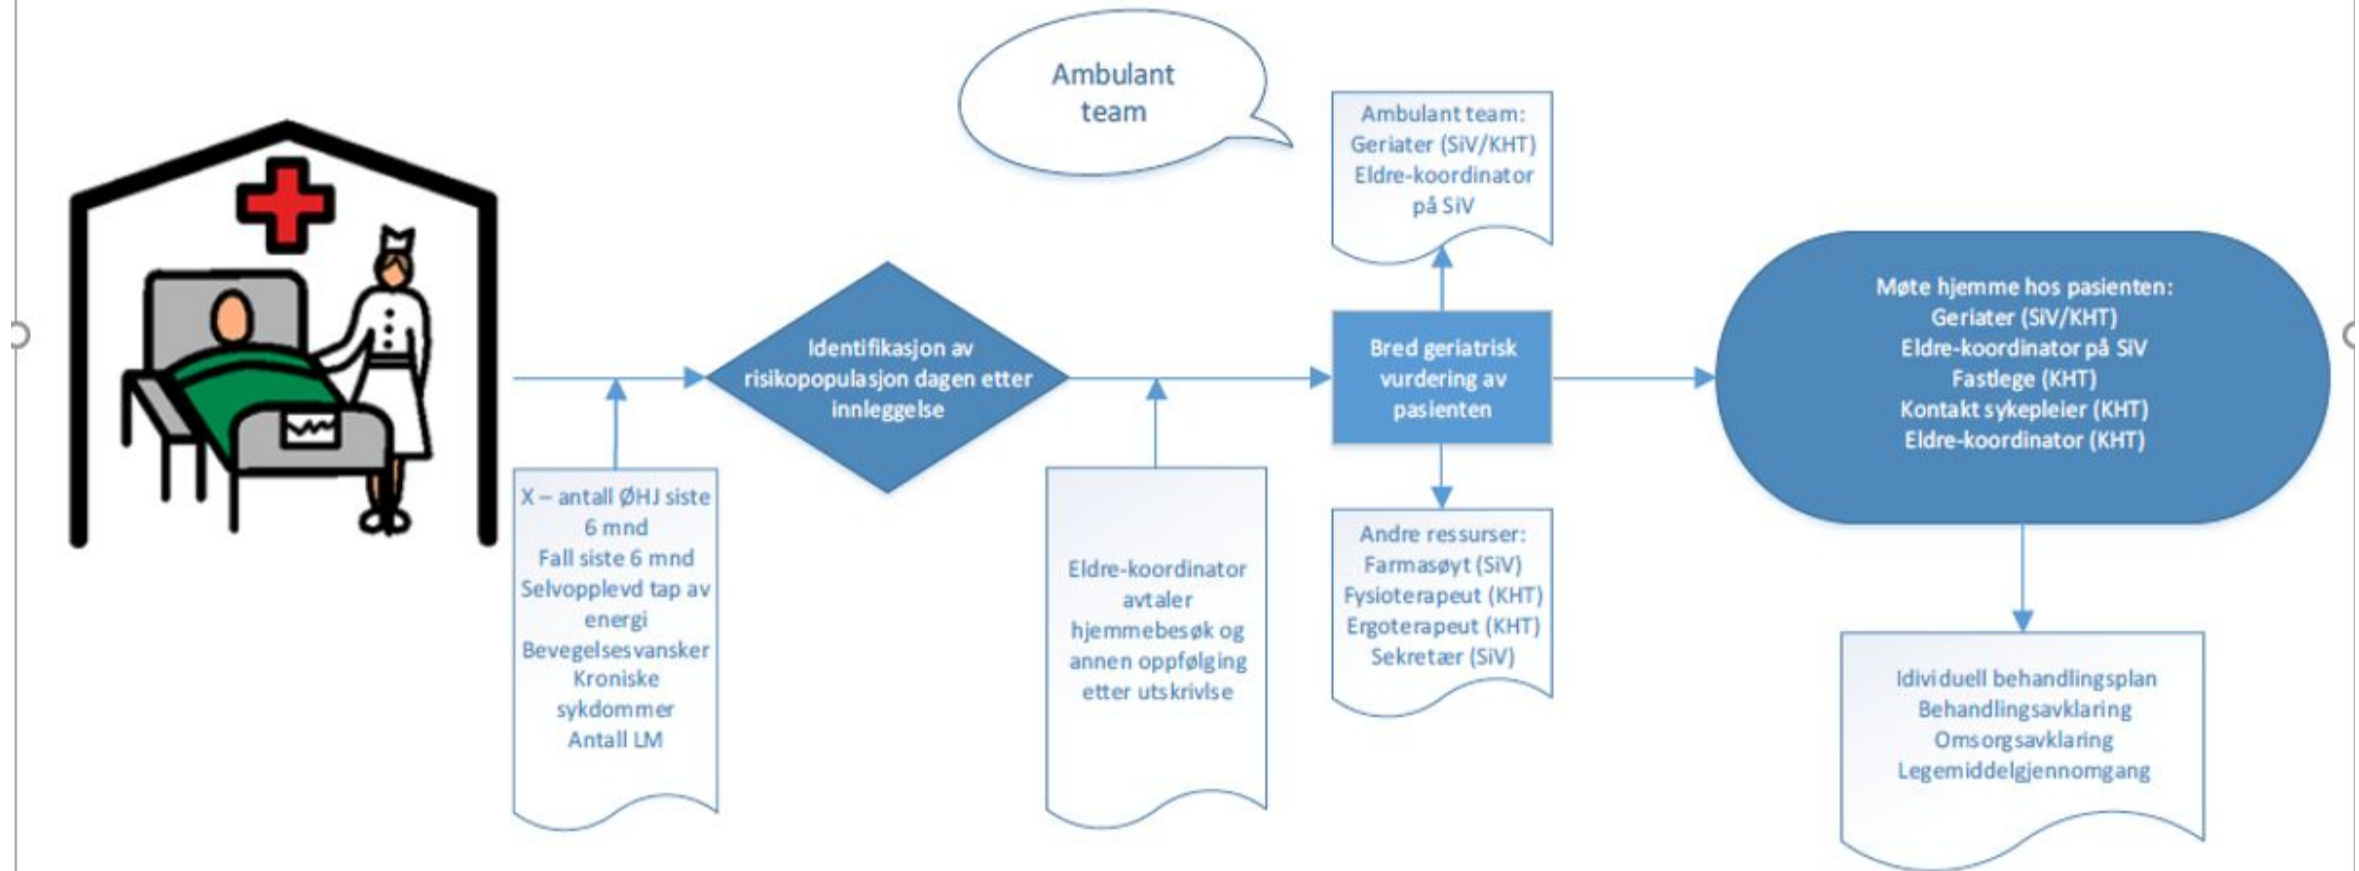 Ambulant
team
Ambulant team:
Geriater (SiV/KHT)
Eldre-koordinator
på SiV
Identifikasjon av
risikopopulasjon dagen etter
innleggelse
Bred geriatrisk
vurdering av
pasienten
Møte hjemme hos pasienten:
Geriater (SiV/KHT)
Eldre-koordinator på SiV
Fastlege (KHT)
Kontakt sykepleier (KHT)
Eldre-koordinator (KHT)
X – antall ØHJ siste
6 mnd
Fall siste 6 mnd
Selvopplevd tap av
energi
Bevegelsesvansker
Kroniske
sykdommer
Antall LM
Eldre-koordinator
avtaler
hjemmebesøk og
annen oppfølging
etter utskrivlse
Andre ressurser:
Farmasøyt (SiV)
Fysioterapeut (KHT)
Ergoterapeut (KHT)
Sekretær (SiV)
Idividuell behandlingsplan
Behandlingsavklaring
Omsorgsavklaring
Legemiddelgjennomgang